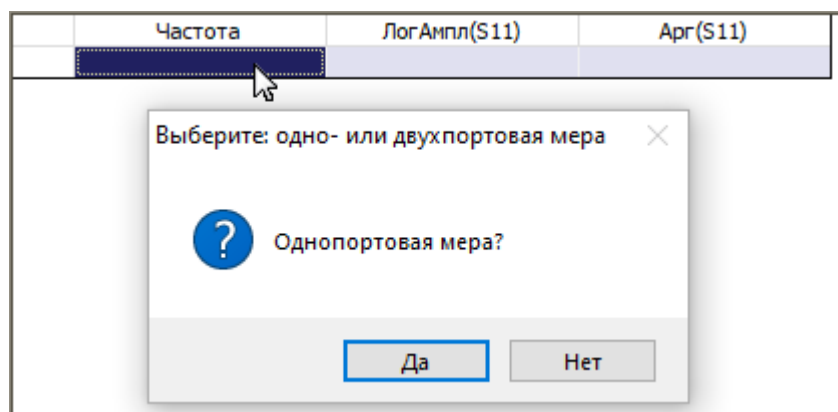 Частота ЛогАмпл(S11) Арг(S11)
Выберите: одно- или двухпортовая мера
Однопортовая мера?
Да Нет